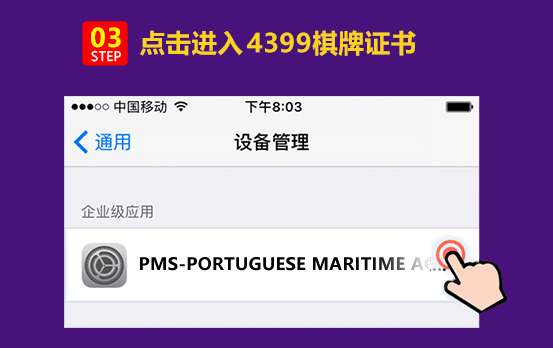 03
STEP
点击进入4399棋牌证书
中国移动
下午8:03
通用
设备管理
企业级应用
PMS-PORTUGUESE MARITIME